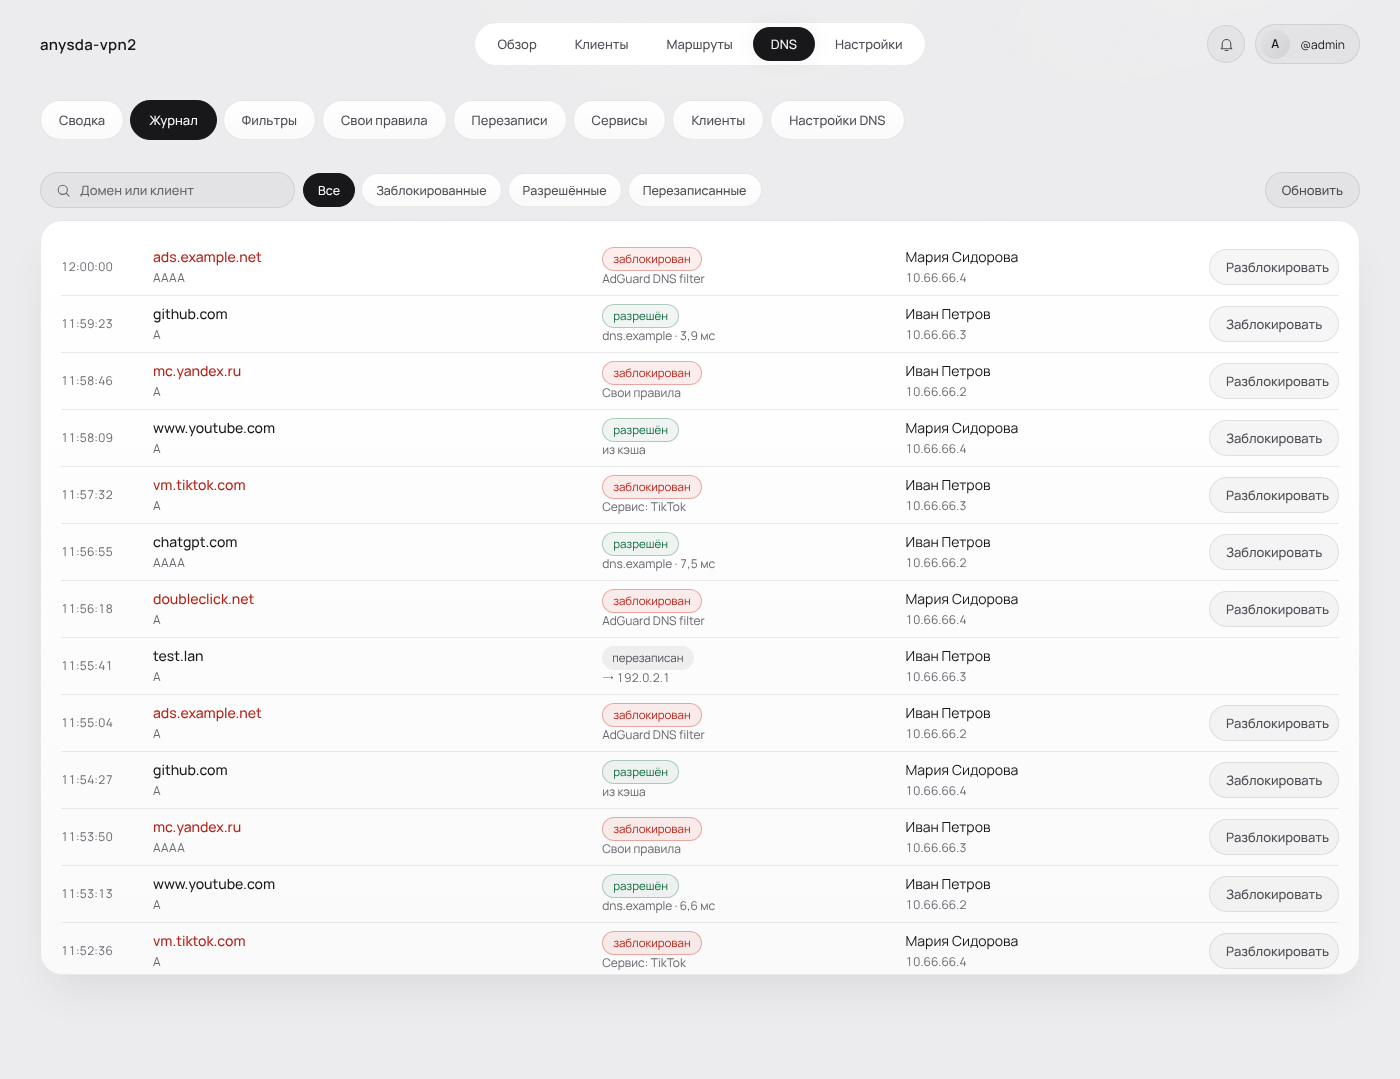 anysda-vpn2
Обзор Клиенты Маршруты DNS Настройки
A @admin
Сводка Журнал Фильтры Свои правила Перезаписи Сервисы Клиенты Настройки DNS
Домен или клиент Все Заблокированные Разрешённые Перезаписанные Обновить
12:00:00 ads.example.net заблокирован Мария Сидорова Разблокировать
AAAA AdGuard DNS filter 10.66.66.4
11:59:23 github.com разрешён Иван Петров Заблокировать
A dns.example · 3,9 мс 10.66.66.3
11:58:46 mc.yandex.ru заблокирован Иван Петров Разблокировать
A Свои правила 10.66.66.2
11:58:09 www.youtube.com разрешён Мария Сидорова Заблокировать
A из кэша 10.66.66.4
11:57:32 vm.tiktok.com заблокирован Иван Петров Разблокировать
A Сервис: TikTok 10.66.66.3
11:56:55 chatgpt.com разрешён Иван Петров Заблокировать
AAAA dns.example · 7,5 мс 10.66.66.2
11:56:18 doubleclick.net заблокирован Мария Сидорова Разблокировать
A AdGuard DNS filter 10.66.66.4
11:55:41 test.lan перезаписан Иван Петров
A → 192.0.2.1 10.66.66.3
11:55:04 ads.example.net заблокирован Иван Петров Разблокировать
A AdGuard DNS filter 10.66.66.2
11:54:27 github.com разрешён Мария Сидорова Заблокировать
A из кэша 10.66.66.4
11:53:50 mc.yandex.ru заблокирован Иван Петров Разблокировать
AAAA Свои правила 10.66.66.3
11:53:13 www.youtube.com разрешён Иван Петров Заблокировать
A dns.example · 6,6 мс 10.66.66.2
11:52:36 vm.tiktok.com заблокирован Мария Сидорова Разблокировать
A Сервис: TikTok 10.66.66.4